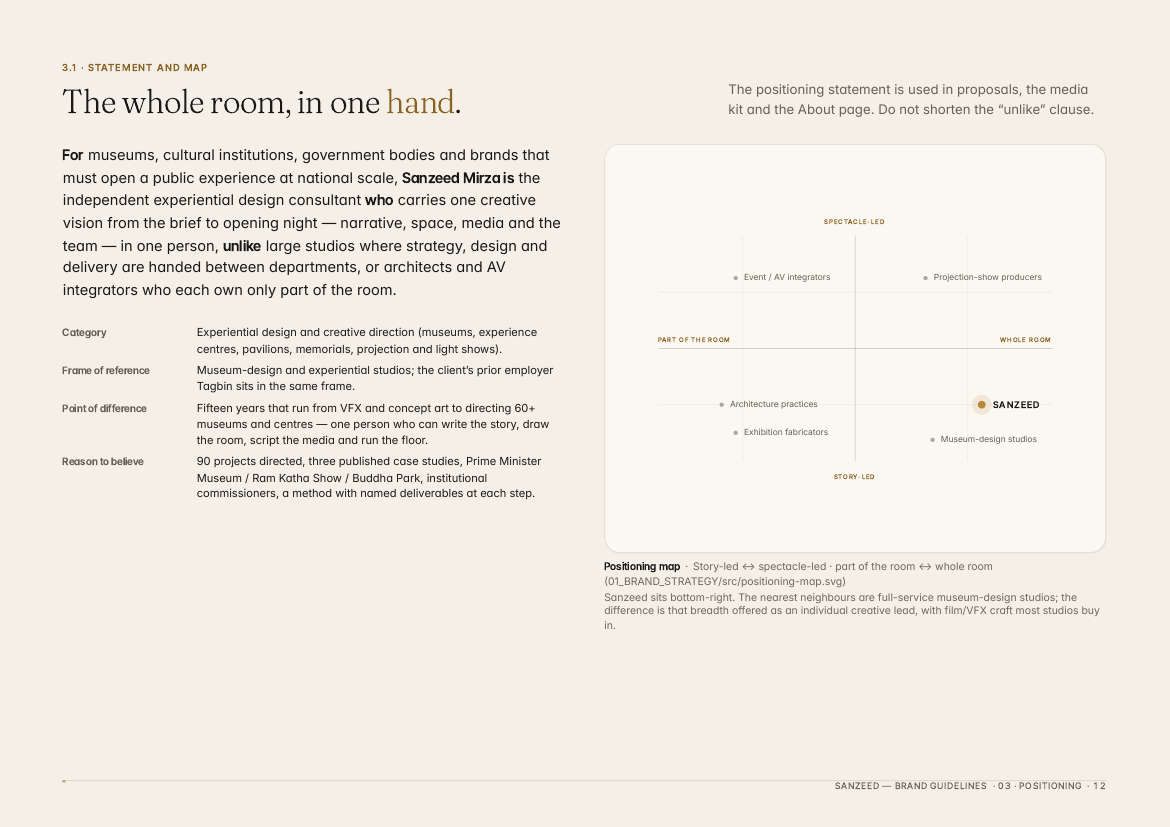 3.1 · STATEMENT AND MAP
The whole room, in one hand.
The positioning statement is used in proposals, the media
kit and the About page. Do not shorten the “unlike” clause.
For museums, cultural institutions, government bodies and brands that
must open a public experience at national scale, Sanzeed Mirza is the
independent experiential design consultant who carries one creative
vision from the brief to opening night — narrative, space, media and the
team — in one person, unlike large studios where strategy, design and
delivery are handed between departments, or architects and AV
integrators who each own only part of the room.
Category
Experiential design and creative direction (museums, experience
centres, pavilions, memorials, projection and light shows).
Frame of reference
Museum-design and experiential studios; the client’s prior employer
Tagbin sits in the same frame.
Point of difference
Fifteen years that run from VFX and concept art to directing 60+
museums and centres — one person who can write the story, draw
the room, script the media and run the floor.
Reason to believe
90 projects directed, three published case studies, Prime Minister
Museum / Ram Katha Show / Buddha Park, institutional
commissioners, a method with named deliverables at each step.
SPECTACLE-LED
Event / AV integrators
Projection-show producers
PART OF THE ROOM
WHOLE ROOM
Architecture practices
SANZEED
Exhibition fabricators
Museum-design studios
STORY-LED
Positioning map · Story-led ↔ spectacle-led · part of the room ↔ whole room
(01_BRAND_STRATEGY/src/positioning-map.svg)
Sanzeed sits bottom-right. The nearest neighbours are full-service museum-design studios; the
difference is that breadth offered as an individual creative lead, with film/VFX craft most studios buy
in.
SANZEED — BRAND GUIDELINES · 03 · POSITIONING · 12